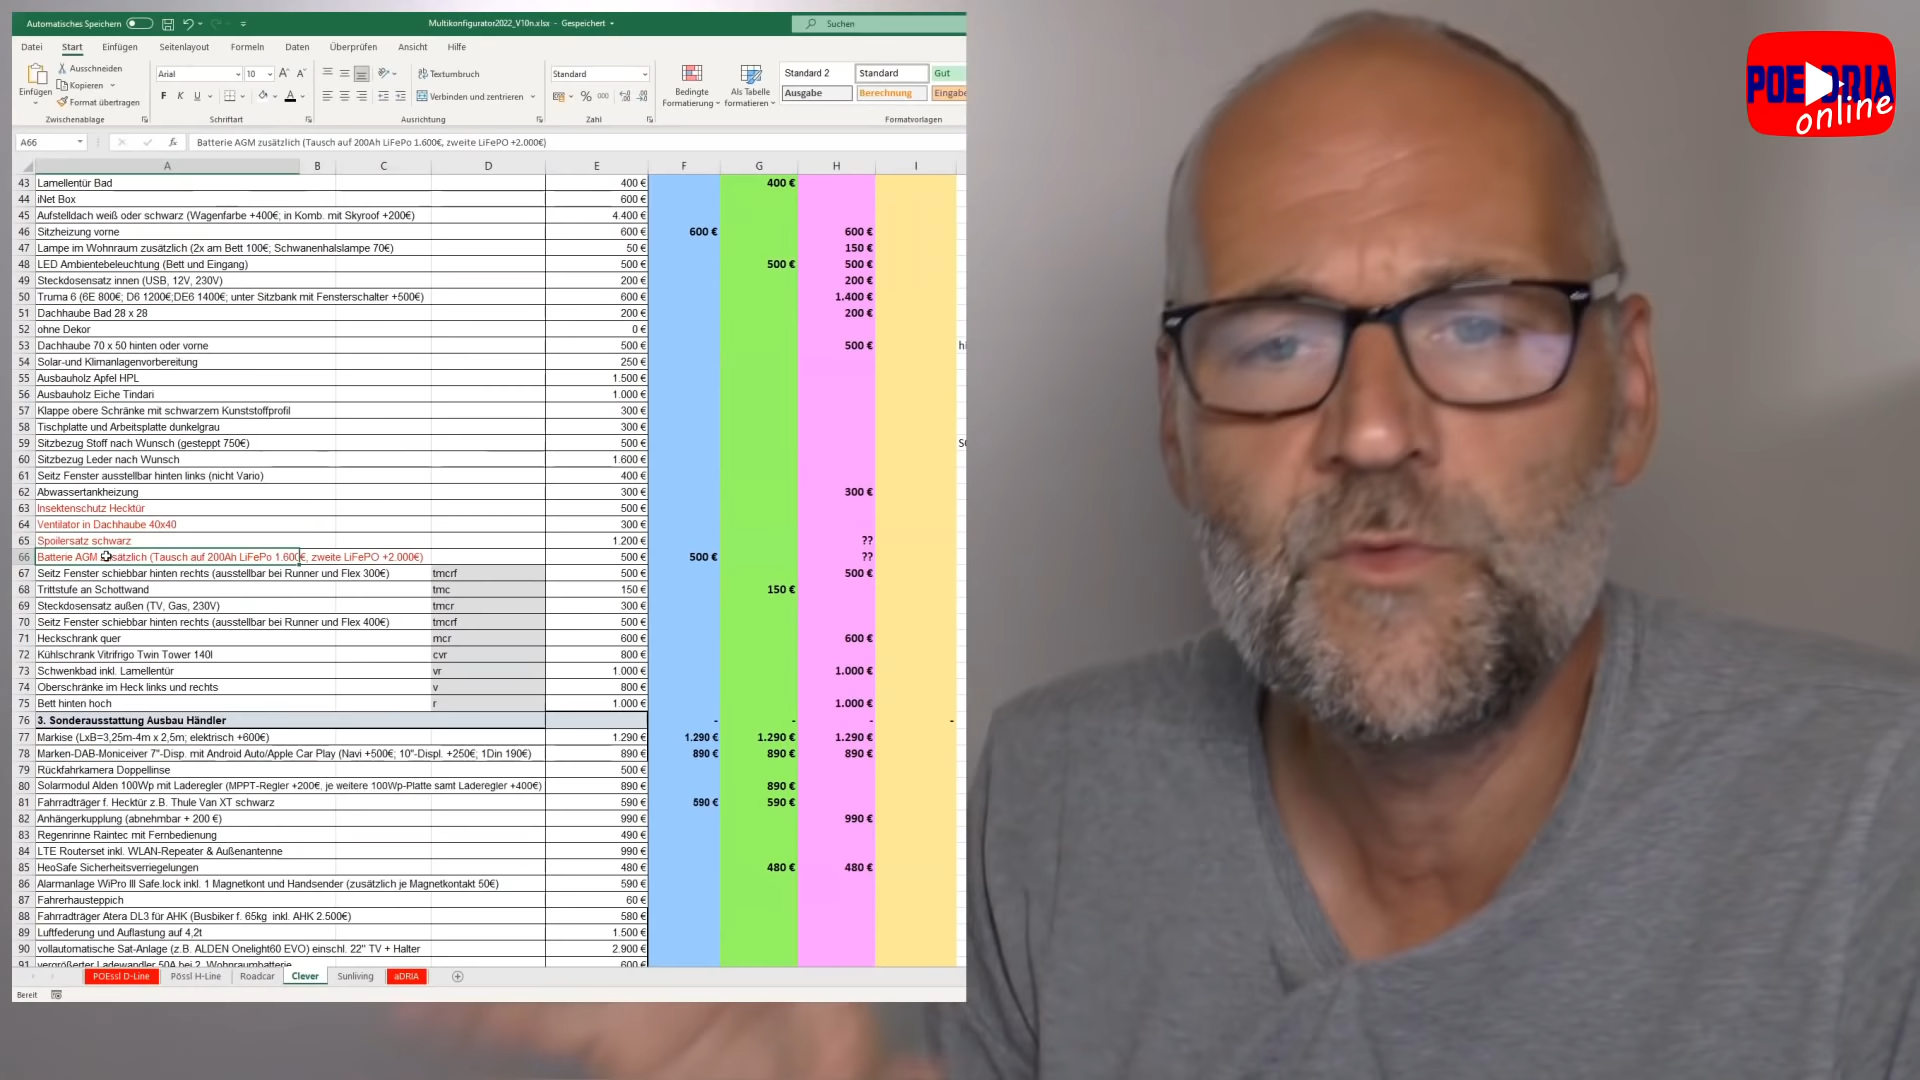 Automatisches Speichern
Multikonfigurator2022_V10n.xlsx - Gespeichert
Suchen
Datei Start Einfügen Seitenlayout Formeln Daten Überprüfen Ansicht Hilfe
Einfügen
Ausschneiden
Kopieren
Format übertragen
Zwischenablage
Arial 10
F K U
Schriftart
Textumbruch
Verbinden und zentrieren
Ausrichtung
Standard
Zahl
Bedingte Formatierung
Als Tabelle formatieren
Standard 2 Standard Gut
Ausgabe Berechnung Eingabe
Formatvorlagen
A66 fx Batterie AGM zusätzlich (Tausch auf 200Ah LiFePo 1.600€, zweite LiFePO +2.000€)
A B C D E F G H I
43 Lamellentür Bad 400 € 400 €
44 iNet Box 600 €
45 Aufstelldach weiß oder schwarz (Wagenfarbe +400€; in Komb. mit Skyroof +200€) 4.400 €
46 Sitzheizung vorne 600 € 600 € 600 €
47 Lampe im Wohnraum zusätzlich (2x am Bett 100€; Schwanenhalslampe 70€) 50 € 150 €
48 LED Ambientebeleuchtung (Bett und Eingang) 500 € 500 € 500 €
49 Steckdosensatz innen (USB, 12V, 230V) 200 € 200 €
50 Truma 6 (6E 800€; D6 1200€;DE6 1400€; unter Sitzbank mit Fensterschalter +500€) 600 € 1.400 €
51 Dachhaube Bad 28 x 28 200 € 200 €
52 ohne Dekor 0 €
53 Dachhaube 70 x 50 hinten oder vorne 500 € 500 € hi
54 Solar-und Klimanlagenvorbereitung 250 €
55 Ausbauholz Apfel HPL 1.500 €
56 Ausbauholz Eiche Tindari 1.000 €
57 Klappe obere Schränke mit schwarzem Kunststoffprofil 300 €
58 Tischplatte und Arbeitsplatte dunkelgrau 300 €
59 Sitzbezug Stoff nach Wunsch (gesteppt 750€) 500 €
60 Sitzbezug Leder nach Wunsch 1.600 €
61 Seitz Fenster ausstellbar hinten links (nicht Vario) 400 €
62 Abwassertankheizung 300 € 300 €
63 Insektenschutz Hecktür 500 €
64 Ventilator in Dachhaube 40x40 300 €
65 Spoilersatz schwarz 1.200 € ??
66 Batterie AGM zusätzlich (Tausch auf 200Ah LiFePo 1.600€, zweite LiFePO +2.000€) 500 € 500 € ??
67 Seitz Fenster schiebbar hinten rechts (ausstellbar bei Runner und Flex 300€) tmcrf 500 € 500 €
68 Trittstufe an Schottwand tmc 150 € 150 €
69 Steckdosensatz außen (TV, Gas, 230V) tmcr 300 €
70 Seitz Fenster schiebbar hinten rechts (ausstellbar bei Runner und Flex 400€) tmcrf 500 €
71 Heckschrank quer mcr 600 € 600 €
72 Kühlschrank Vitrifrigo Twin Tower 140l cvr 800 €
73 Schwenkbad inkl. Lamellentür vr 1.000 € 1.000 €
74 Oberschränke im Heck links und rechts v 800 €
75 Bett hinten hoch r 1.000 € 1.000 €
76 3. Sonderausstattung Ausbau Händler - - - -
77 Markise (LxB=3,25m-4m x 2,5m; elektrisch +600€) 1.290 € 1.290 € 1.290 € 1.290 €
78 Marken-DAB-Moniceiver 7"-Disp. mit Android Auto/Apple Car Play (Navi +500€; 10"-Displ. +250€; 1Din 190€) 890 € 890 € 890 € 890 €
79 Rückfahrkamera Doppellinse 500 €
80 Solarmodul Alden 100Wp mit Laderegler (MPPT-Regler +200€, je weitere 100Wp-Platte samt Laderegler +400€) 890 € 890 €
81 Fahrradträger f. Hecktür z.B. Thule Van XT schwarz 590 € 590 € 590 €
82 Anhängerkupplung (abnehmbar + 200 €) 990 € 990 €
83 Regenrinne Raintec mit Fernbedienung 490 €
84 LTE Routerset inkl. WLAN-Repeater & Außenantenne 990 €
85 HeoSafe Sicherheitsverriegelungen 480 € 480 € 480 €
86 Alarmanlage WiPro III Safe.lock inkl. 1 Magnetkont und Handsender (zusätzlich je Magnetkontakt 50€) 590 €
87 Fahrerhausteppich 60 €
88 Fahrradträger Atera DL3 für AHK (Busbiker f. 65kg inkl. AHK 2.500€) 580 €
89 Luftfederung und Auflastung auf 4,2t 1.500 €
90 vollautomatische Sat-Anlage (z.B. ALDEN Onelight60 EVO) einschl. 22" TV + Halter 2.900 €
91 vergrößerter Ladewandler 50A bei 2. Wohnraumbatterie 600 €
POEssl D-Line Pössl H-Line Roadcar Clever Sunliving aDRIA
Bereit
online